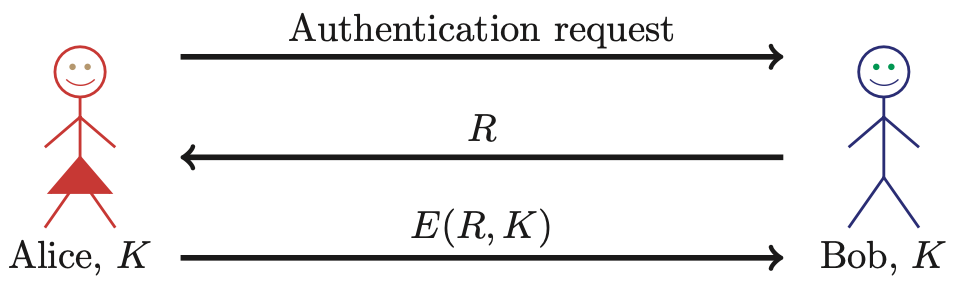 Authentication request
R
E(R, K)
Alice, K
Bob, K